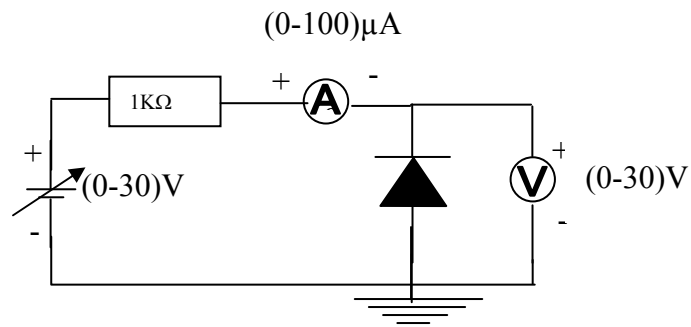 (0-100)µA
+ -
1KΩ
A
+ (0-30)V -
+ V (0-30)V -